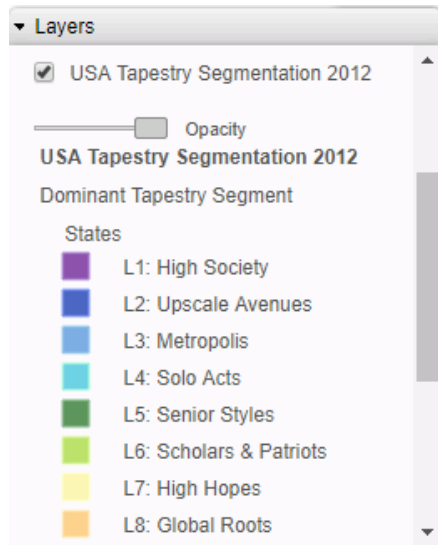 Layers
USA Tapestry Segmentation 2012
Opacity
USA Tapestry Segmentation 2012
Dominant Tapestry Segment
States
L1: High Society
L2: Upscale Avenues
L3: Metropolis
L4: Solo Acts
L5: Senior Styles
L6: Scholars & Patriots
L7: High Hopes
L8: Global Roots